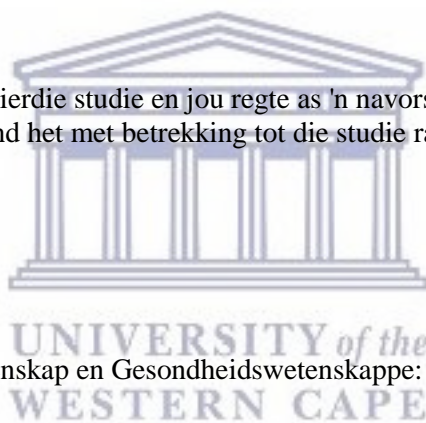 ierdie studie en jou regte as 'n navors
nd het met betrekking tot die studie ra
UNIVERSITY of the
nskap en Gesondheidswetenskappe:
WESTERN CAPE